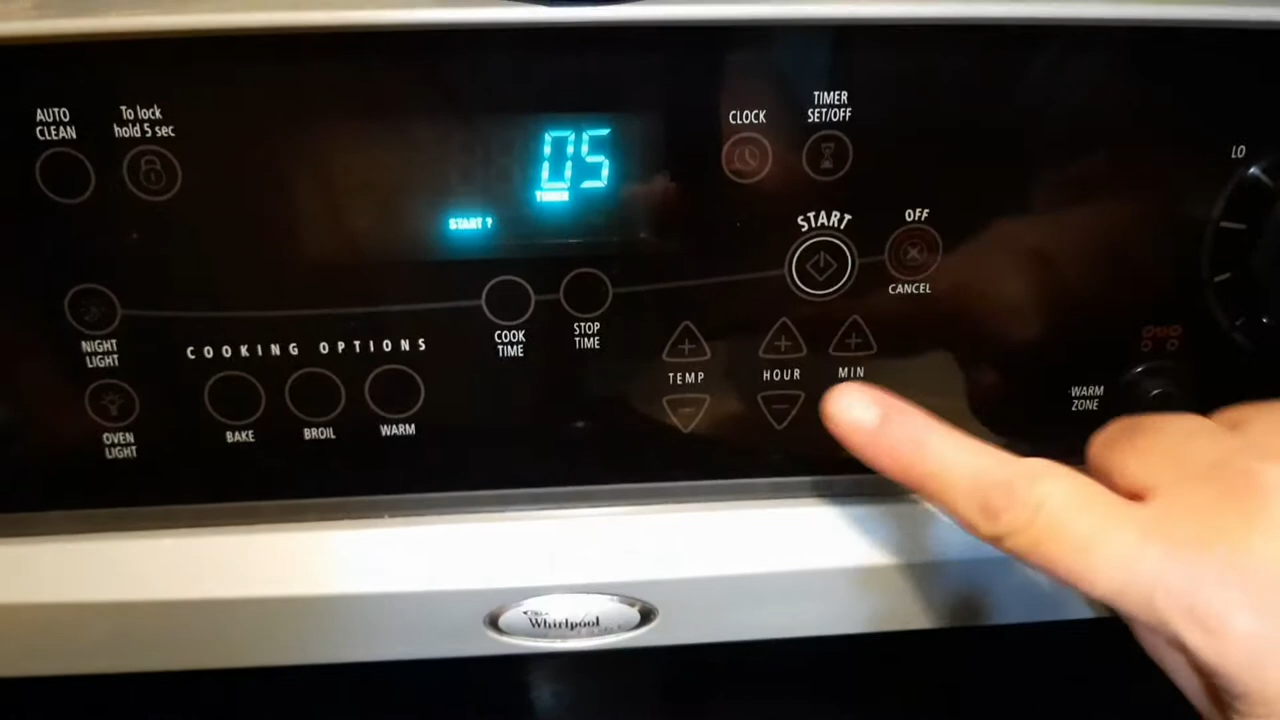 AUTO
CLEAN
To lock
hold 5 sec
05
TIMER
START ?
CLOCK
TIMER
SET/OFF
LO
START
OFF
CANCEL
NIGHT
LIGHT
COOKING OPTIONS
COOK
TIME
STOP
TIME
TEMP
HOUR
MIN
WARM
ZONE
OVEN
LIGHT
BAKE
BROIL
WARM
Whirlpool